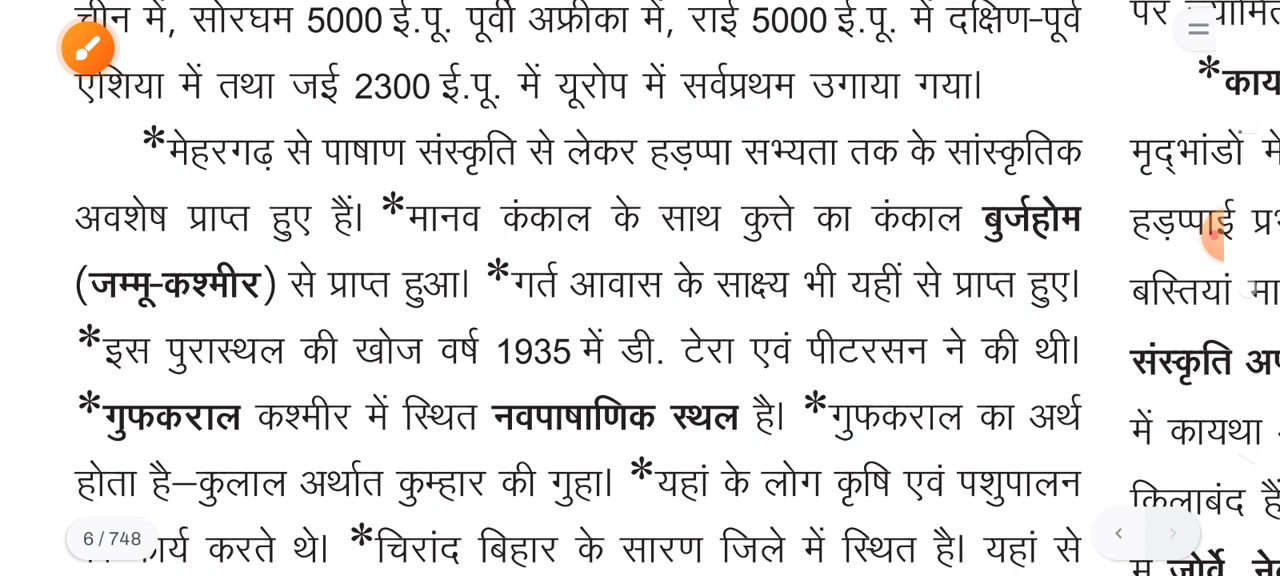 चीन में, सोरघम 5000 ई.पू. पूर्वी अफ्रीका में, राई 5000 ई.पू. में दक्षिण-पूर्व
एशिया में तथा जई 2300 ई.पू. में यूरोप में सर्वप्रथम उगाया गया।
*मेहरगढ़ से पाषाण संस्कृति से लेकर हड़प्पा सभ्यता तक के सांस्कृतिक
अवशेष प्राप्त हुए हैं। *मानव कंकाल के साथ कुत्ते का कंकाल बुर्जहोम
(जम्मू-कश्मीर) से प्राप्त हुआ। *गर्त आवास के साक्ष्य भी यहीं से प्राप्त हुए।
*इस पुरास्थल की खोज वर्ष 1935 में डी. टेरा एवं पीटरसन ने की थी।
*गुफकराल कश्मीर में स्थित नवपाषाणिक स्थल है। *गुफकराल का अर्थ
होता है–कुलाल अर्थात कुम्हार की गुहा। *यहां के लोग कृषि एवं पशुपालन
करते थे। *चिरांद बिहार के सारण जिले में स्थित है। यहां से
6 / 748
पर
*काय
मृद्भांडों में
हड़प्पाई
बस्तियां
संस्कृति
में कायथा
किलाबंद हैं
जोर्वे,